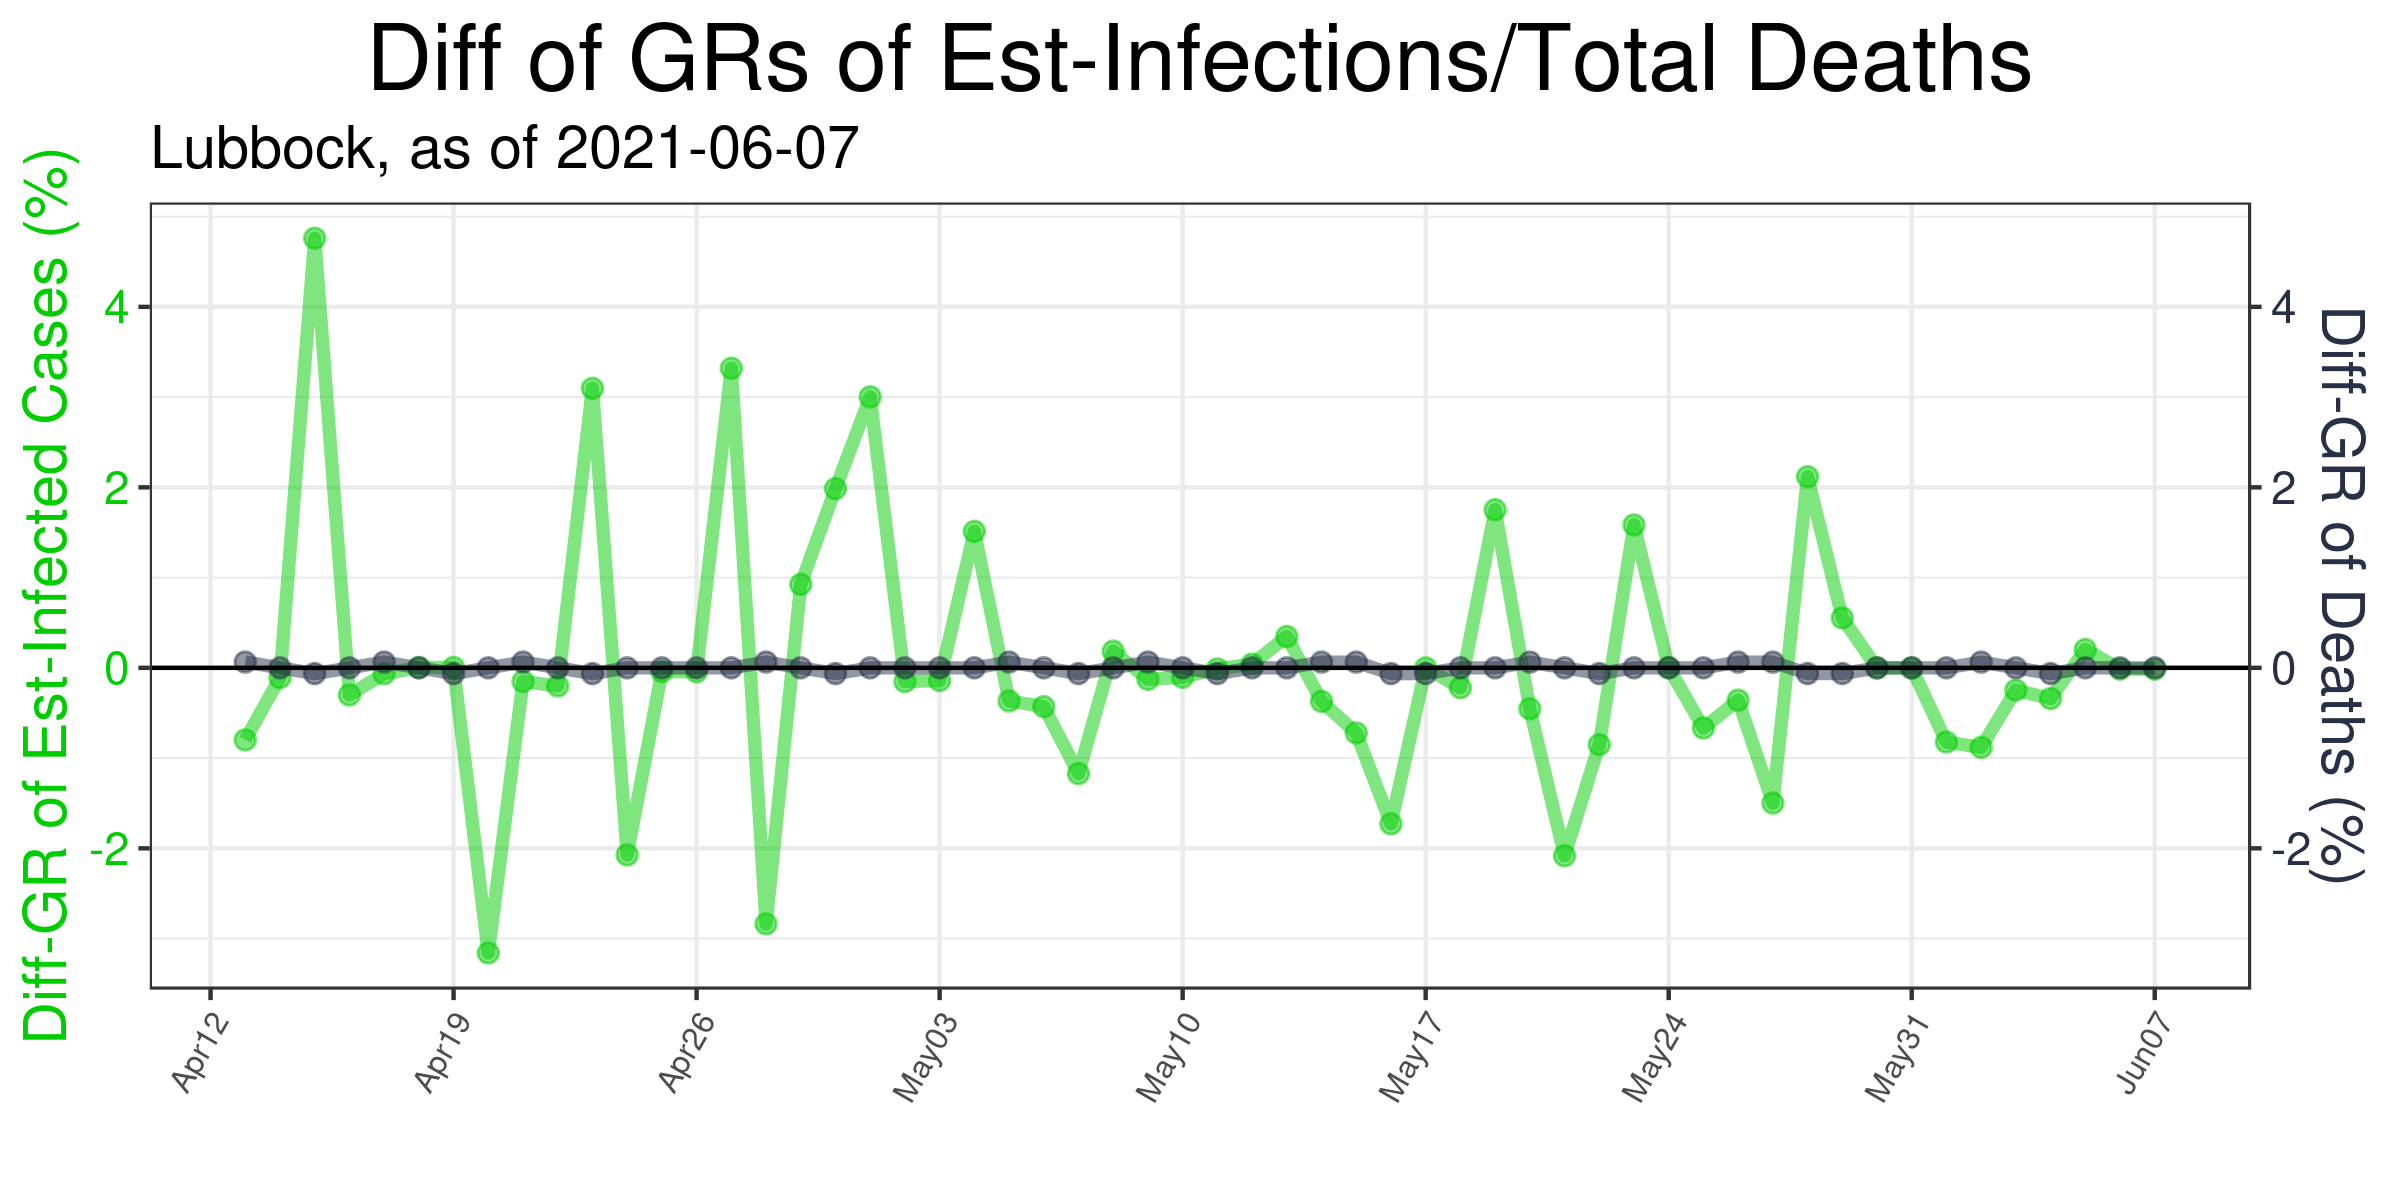 Diff of GRs of Est-Infections/Total Deaths
Lubbock, as of 2021-06-07
Diff-GR of Est-Infected Cases (%)
4
2
0
-2
4
2
0
-2
Diff-GR of Deaths (%)
Apr12
Apr19
Apr26
May03
May10
May17
May24
May31
Jun07